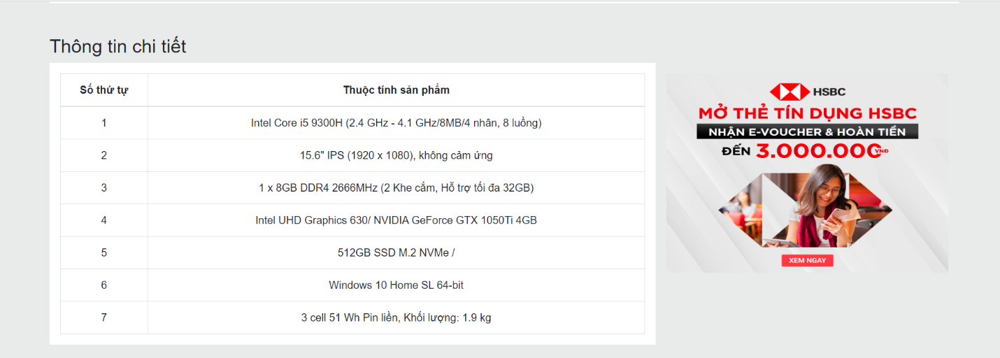 Thông tin chi tiết
Số thứ tự Thuộc tính sản phẩm
1 Intel Core i5 9300H (2.4 GHz - 4.1 GHz/8MB/4 nhân, 8 luồng)
2 15.6" IPS (1920 x 1080), không cảm ứng
3 1 x 8GB DDR4 2666MHz (2 Khe cắm, Hỗ trợ tối đa 32GB)
4 Intel UHD Graphics 630/ NVIDIA GeForce GTX 1050Ti 4GB
5 512GB SSD M.2 NVMe /
6 Windows 10 Home SL 64-bit
7 3 cell 51 Wh Pin liền, Khối lượng: 1.9 kg
HSBC
MỞ THẺ TÍN DỤNG HSBC
NHẬN E-VOUCHER & HOÀN TIỀN
ĐẾN 3.000.000 VNĐ
XEM NGAY